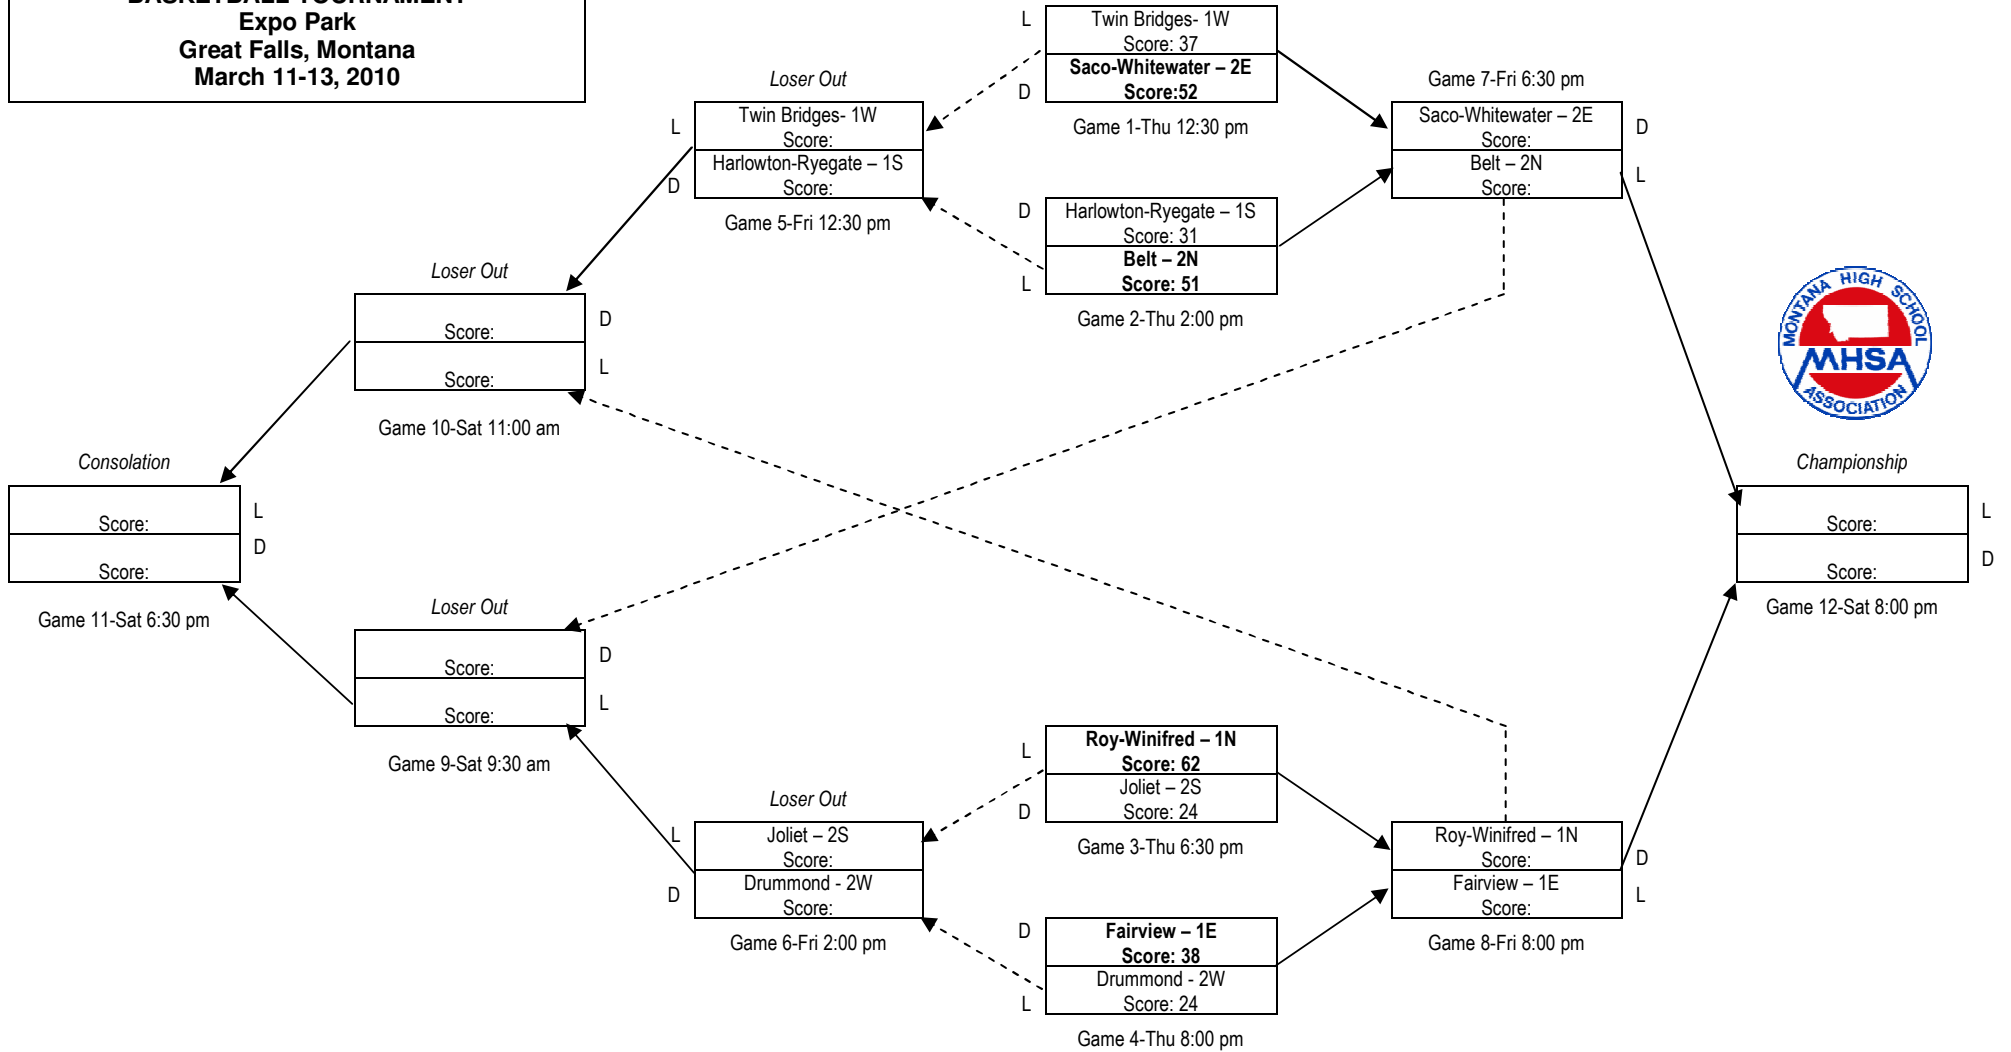 BASKETBALL TOURNAMENT
Expo Park
Great Falls, Montana
March 11-13, 2010
L
Twin Bridges- 1W
Score: 37
Saco-Whitewater – 2E
D
Score:52
Game 1-Thu 12:30 pm
Loser Out
L
Twin Bridges- 1W
Score:
Harlowton-Ryegate – 1S
D
Score:
Game 5-Fri 12:30 pm
Game 7-Fri 6:30 pm
Saco-Whitewater – 2E
D
Score:
Belt – 2N
L
Score:
D
Harlowton-Ryegate – 1S
Score: 31
Belt – 2N
L
Score: 51
Game 2-Thu 2:00 pm
Loser Out
D
Score:
L
Score:
Game 10-Sat 11:00 am
MONTANA HIGH SCHOOL
MHSA
ASSOCIATION
Consolation
L
Score:
D
Score:
Game 11-Sat 6:30 pm
Championship
L
Score:
D
Score:
Game 12-Sat 8:00 pm
Loser Out
D
Score:
L
Score:
Game 9-Sat 9:30 am
L
Roy-Winifred – 1N
Score: 62
Joliet – 2S
D
Score: 24
Game 3-Thu 6:30 pm
Loser Out
L
Joliet – 2S
Score:
Drummond - 2W
D
Score:
Game 6-Fri 2:00 pm
Roy-Winifred – 1N
Score:
D
Fairview – 1E
L
Score:
Game 8-Fri 8:00 pm
D
Fairview – 1E
Score: 38
Drummond - 2W
L
Score: 24
Game 4-Thu 8:00 pm